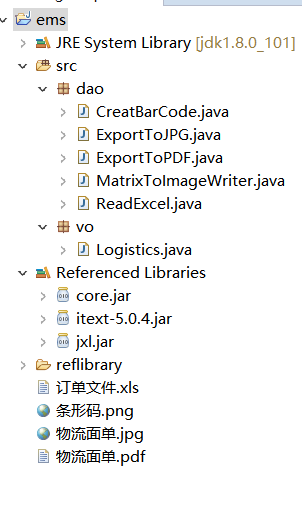 ems
JRE System Library [jdk1.8.0_101]
src
dao
CreatBarCode.java
ExportToJPG.java
ExportToPDF.java
MatrixToImageWriter.java
ReadExcel.java
vo
Logistics.java
Referenced Libraries
core.jar
itext-5.0.4.jar
jxl.jar
reflibrary
订单文件.xls
条形码.png
物流面单.jpg
物流面单.pdf